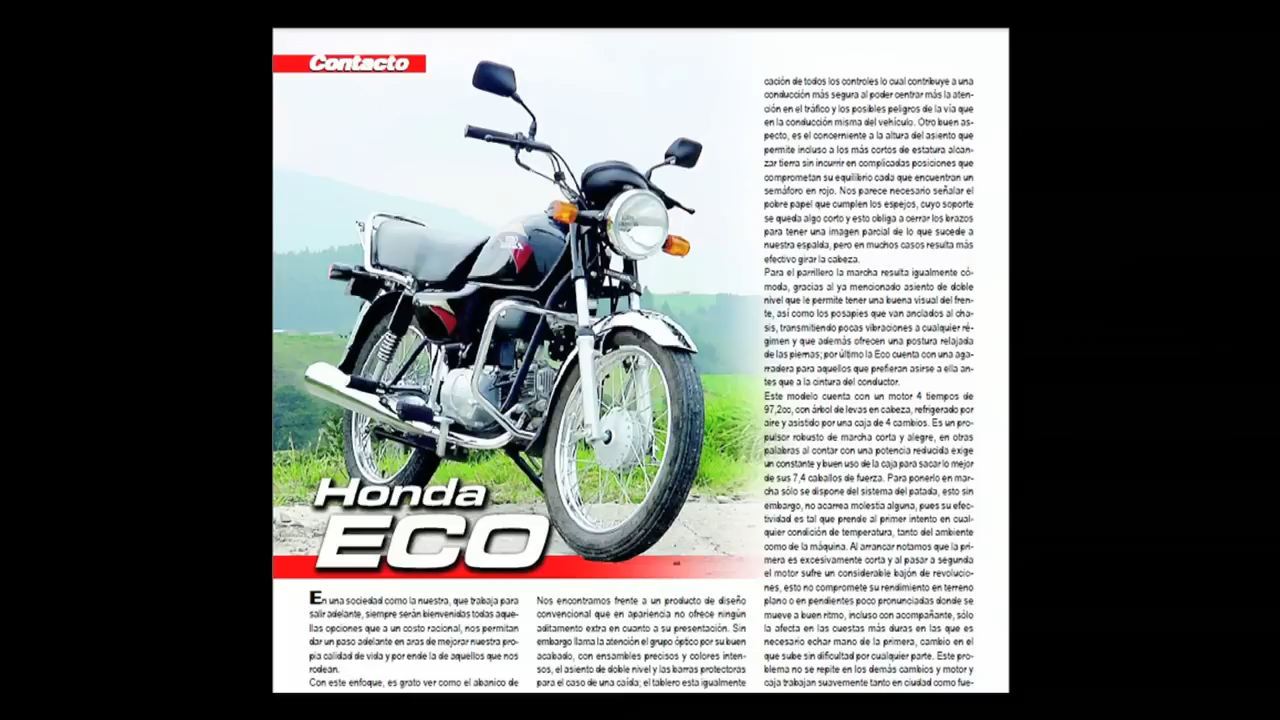 Contacto
Honda
ECO
En una sociedad como la nuestra, que trabaja para
salir adelante, siempre serán bienvenidas todas aque-
llas opciones que a un costo racional, nos permitan
dar un paso adelante en aras de mejorar nuestra pro-
pia calidad de vida y por ende la de aquellos que nos
rodean.
Con este enfoque, es grato ver como el abanico de
Nos encontramos frente a un producto de diseño
convencional que en apariencia no ofrece ningún
aditamento extra en cuanto a su presentación. Sin
embargo llama la atención el grupo óptico por su buen
acabado, con ensambles precisos y colores inten-
sos, el asiento de doble nivel y las barras protectoras
para el caso de una caída; el tablero esta igualmente
cación de todos los controles lo cual contribuye a una
conducción más segura al poder centrar más la aten-
ción en el tráfico y los posibles peligros de la vía que
en la conducción misma del vehículo. Otro buen as-
pecto, es el concerniente a la altura del asiento que
permite incluso a los más cortos de estatura alcan-
zar tierra sin incurrir en complicadas posiciones que
comprometan su equilibrio cada que encuentran un
semáforo en rojo. Nos parece necesario señalar el
pobre papel que cumplen los espejos, cuyo soporte
se queda algo corto y esto obliga a cerrar los brazos
para tener una imagen parcial de lo que sucede a
nuestra espalda, pero en muchos casos resulta más
efectivo girar la cabeza.
Para el parrillero la marcha resulta igualmente có-
moda, gracias al ya mencionado asiento de doble
nivel que le permite tener una buena visual del fren-
te, así como los posapies que van anclados al cha-
sis, transmitiendo pocas vibraciones a cualquier ré-
gimen y que además ofrecen una postura relajada
de las piernas; por último la Eco cuenta con una aga-
rradera para aquellos que prefieran asirse a ella an-
tes que a la cintura del conductor.
Este modelo cuenta con un motor 4 tiempos de
97,2cc, con árbol de levas en cabeza, refrigerado por
aire y asistido por una caja de 4 cambios. Es un pro-
pulsor robusto de marcha corta y alegre, en otras
palabras al contar con una potencia reducida exige
un constante y buen uso de la caja para sacar lo mejor
de sus 7,4 caballos de fuerza. Para ponerlo en mar-
cha sólo se dispone del sistema del patada, esto sin
embargo, no acarrea molestia alguna, pues su efec-
tividad es tal que prende al primer intento en cual-
quier condición de temperatura, tanto del ambiente
como de la máquina. Al arrancar notamos que la pri-
mera es excesivamente corta y al pasar a segunda
el motor sufre un considerable bajón de revolucio-
nes, esto no compromete su rendimiento en terreno
plano o en pendientes poco pronunciadas donde se
mueve a buen ritmo, incluso con acompañante, sólo
la afecta en las cuestas más duras en las que es
necesario echar mano de la primera, cambio en el
que sube sin dificultad por cualquier parte. Este pro-
blema no se repite en los demás cambios y motor y
caja trabajan suavemente tanto en ciudad como fue-